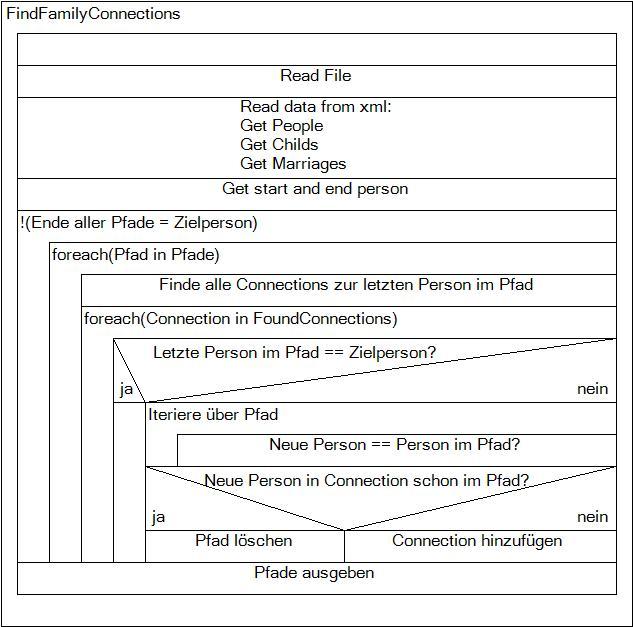 FindFamilyConnections
Read File
Read data from xml:
Get People
Get Childs
Get Marriages
Get start and end person
!(Ende aller Pfade = Zielperson)
foreach(Pfad in Pfade)
Finde alle Connections zur letzten Person im Pfad
foreach(Connection in FoundConnections)
Letzte Person im Pfad == Zielperson?
ja
nein
Iteriere über Pfad
Neue Person == Person im Pfad?
Neue Person in Connection schon im Pfad?
ja
nein
Pfad löschen
Connection hinzufügen
Pfade ausgeben